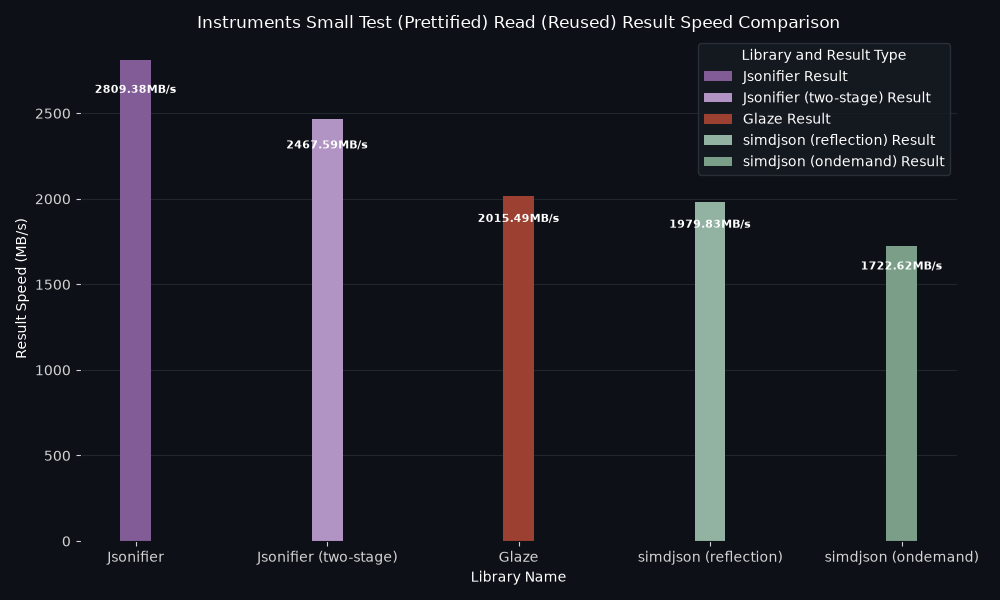 Instruments Small Test (Prettified) Read (Reused) Result Speed Comparison
Library and Result Type
Jsonifier Result
Jsonifier (two-stage) Result
Glaze Result
simdjson (reflection) Result
simdjson (ondemand) Result
2809.38MB/s
2467.59MB/s
2015.49MB/s
1979.83MB/s
1722.62MB/s
Result Speed (MB/s)
2500
2000
1500
1000
500
0
Jsonifier
Jsonifier (two-stage)
Glaze
simdjson (reflection)
simdjson (ondemand)
Library Name